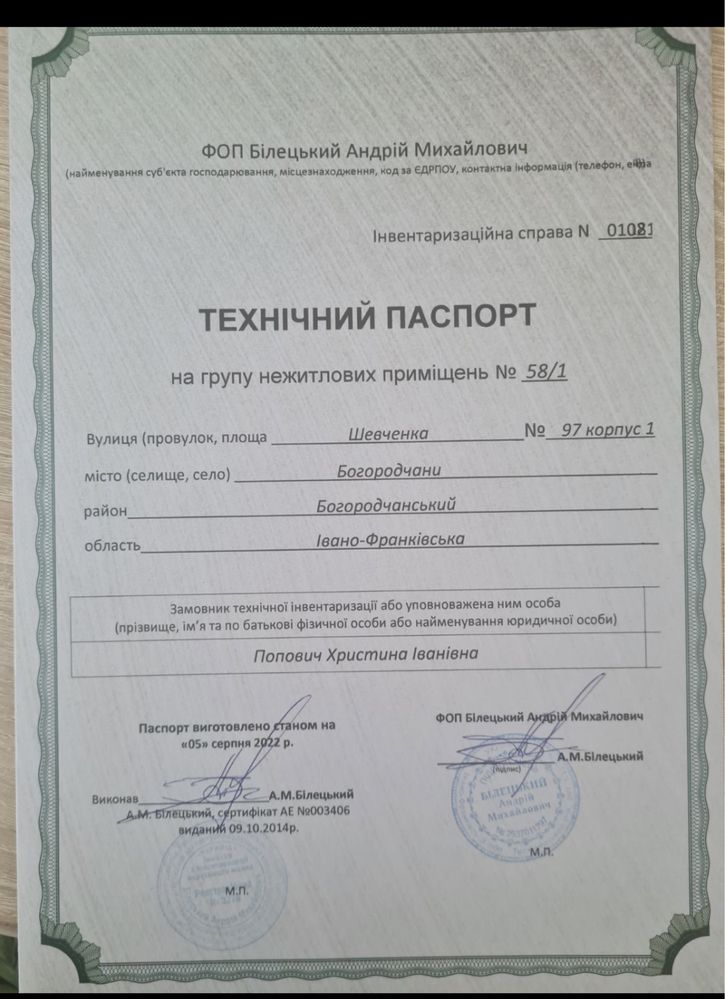 ФОП Білецький Андрій Михайлович
(найменування суб'єкта господарювання, місцезнаходження, код за ЄДРПОУ, контактна інформація (телефон,
Інвентаризаційна справа N 01081
ТЕХНІЧНИЙ ПАСПОРТ
на групу нежитлових приміщень № 58/1
Вулиця (провулок, площа Шевченка № 97 корпус 1
місто (селище, село) Богородчани
район Богородчанський
область Івано-Франківська
Замовник технічної інвентаризації або уповноважена ним особа
(прізвище, ім'я та по батькові фізичної особи або найменування юридичної особи)
Попович Христина Іванівна
Паспорт виготовлено станом на
«05» серпня 2022 р.
Виконав А.М.Білецький
А.М. Білецький, сертифікат АЕ №003406
виданий 09.10.2014р.
М.П.
ФОП Білецький Андрій Михайлович
А.М.Білецький
(підпис)
БІЛЕЦЬКИЙ
Андрій
Михайлович
М.П.